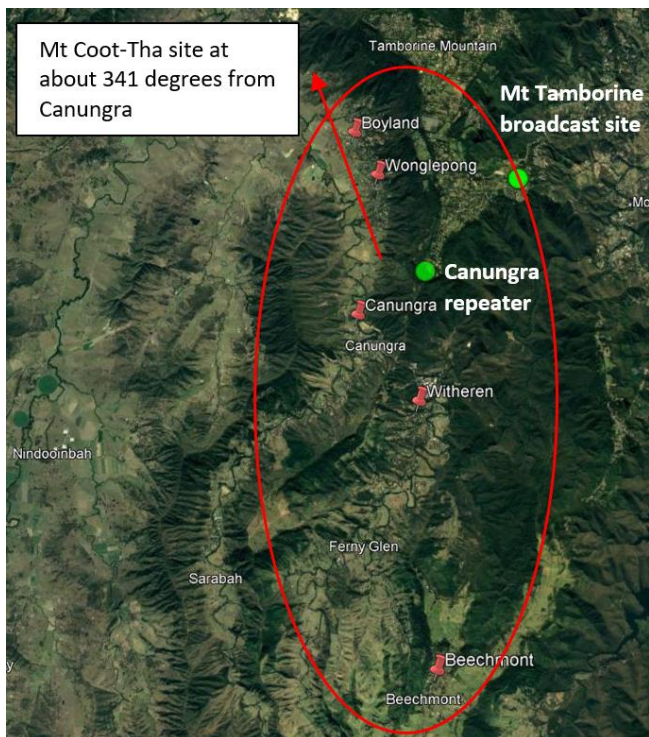 Mt Coot-Tha site at
about 341 degrees from
Canungra
Tamborine Mountain
Mt Tamborine
broadcast site
Boyland
Wonglepong
Mo
Canungra
repeater
Canungra
Canungra
Witheren
Nindooinbah
Ferny Glen
Sarabah
Beechmont
y
Beechmont